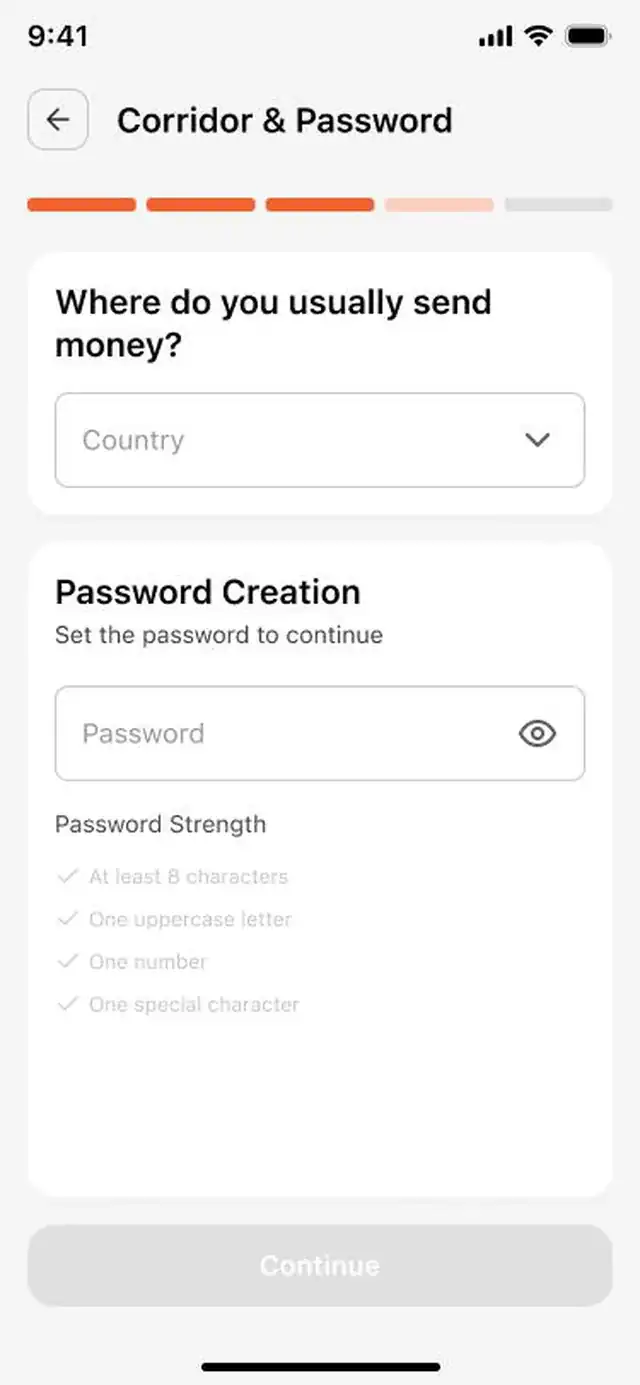 9:41
Corridor & Password
Where do you usually send
money?
Country
Password Creation
Set the password to continue
Password
Password Strength
At least 8 characters
One uppercase letter
One number
One special character
Continue